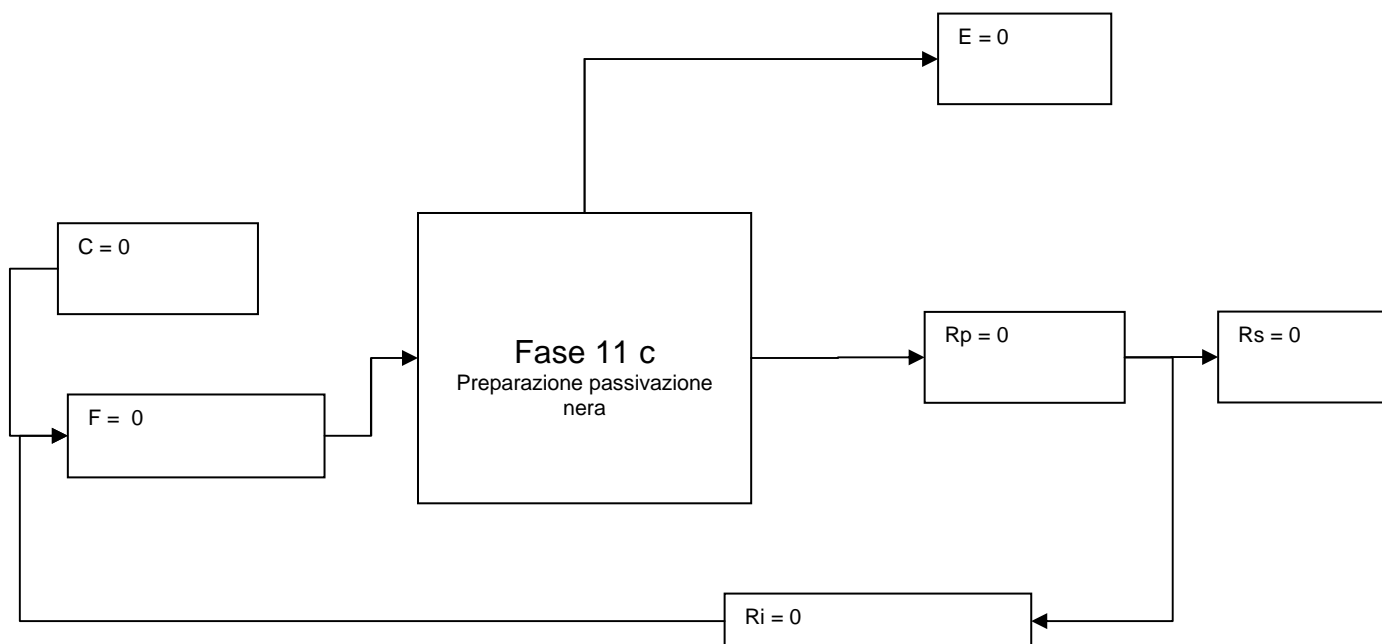 E = 0
C = 0
Fase 11 c
Preparazione passivazione
nera
Rp = 0
Rs = 0
F =  0
Ri = 0